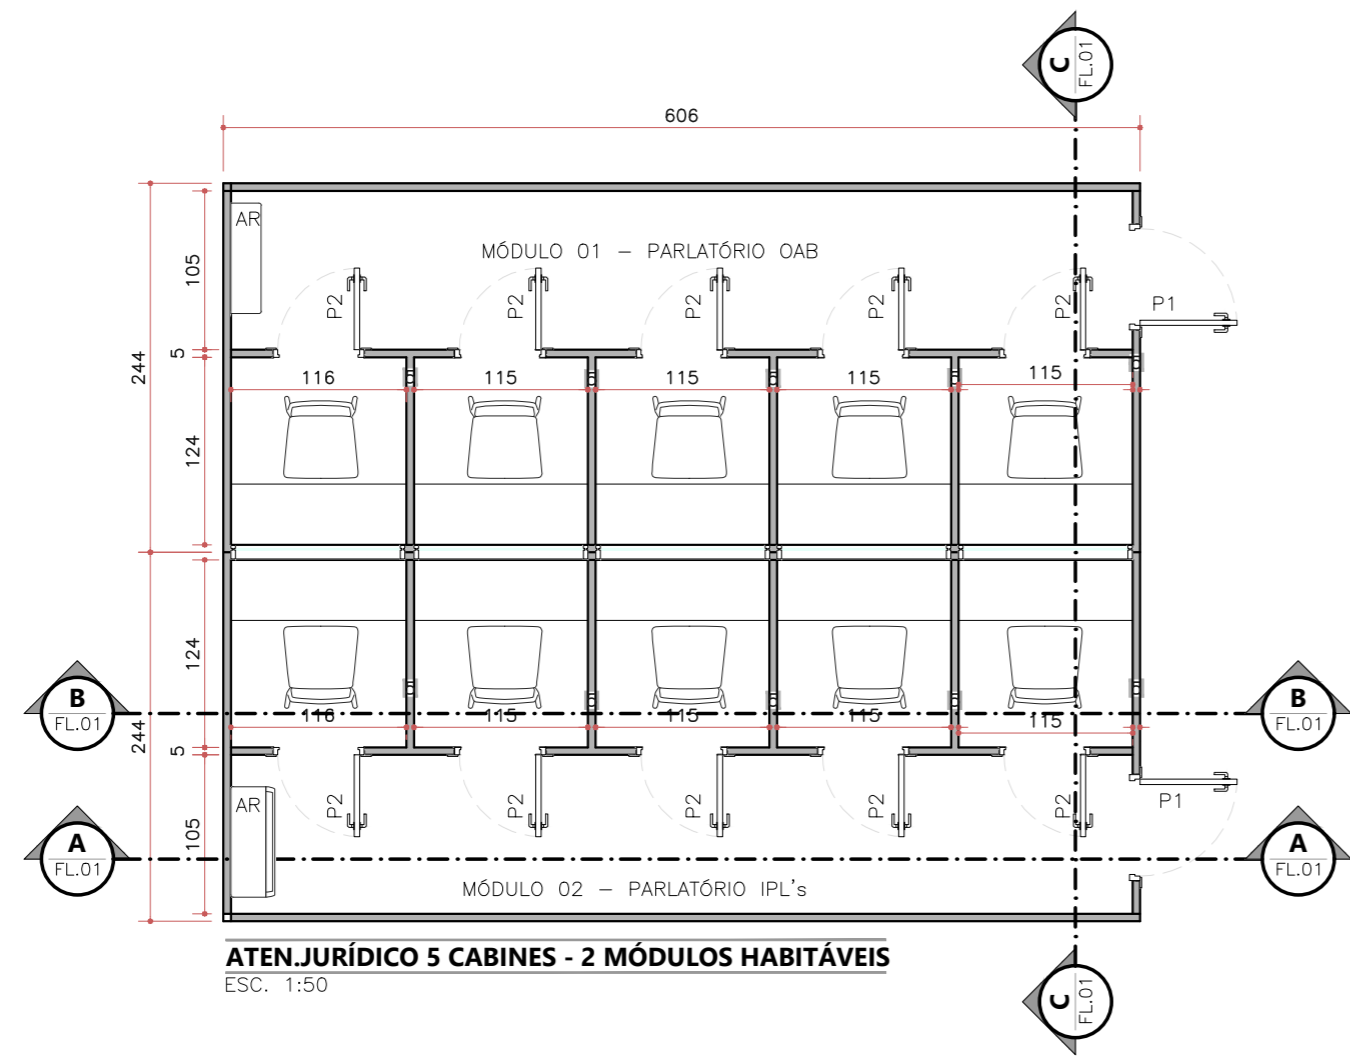 C
FL.01
606
AR
MÓDULO 01 – PARLATÓRIO OAB
105
P2
P2
P2
P2
P2
P1
5
244
116
115
115
115
115
124
124
B
FL.01
B
FL.01
116
115
115
115
115
244
5
AR
P2
P2
P2
P2
P2
P1
105
A
FL.01
A
FL.01
MÓDULO 02 – PARLATÓRIO IPL's
ATEN.JURÍDICO 5 CABINES - 2 MÓDULOS HABITÁVEIS
ESC. 1:50
C
FL.01